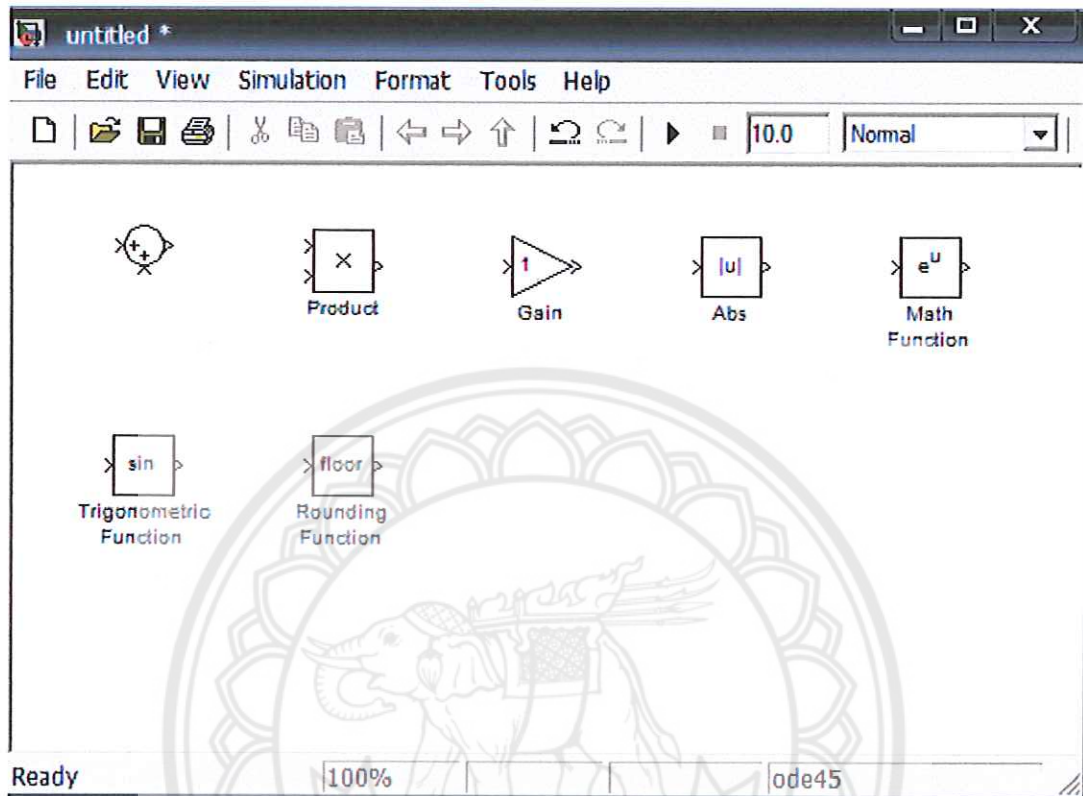 untitled *
File Edit View Simulation Format Tools Help
10.0 Normal
+
+
×
1
|u|
e^u
Product
Gain
Abs
Math
Function
sin
floor
Trigonometric
Function
Rounding
Function
Ready 100% ode45